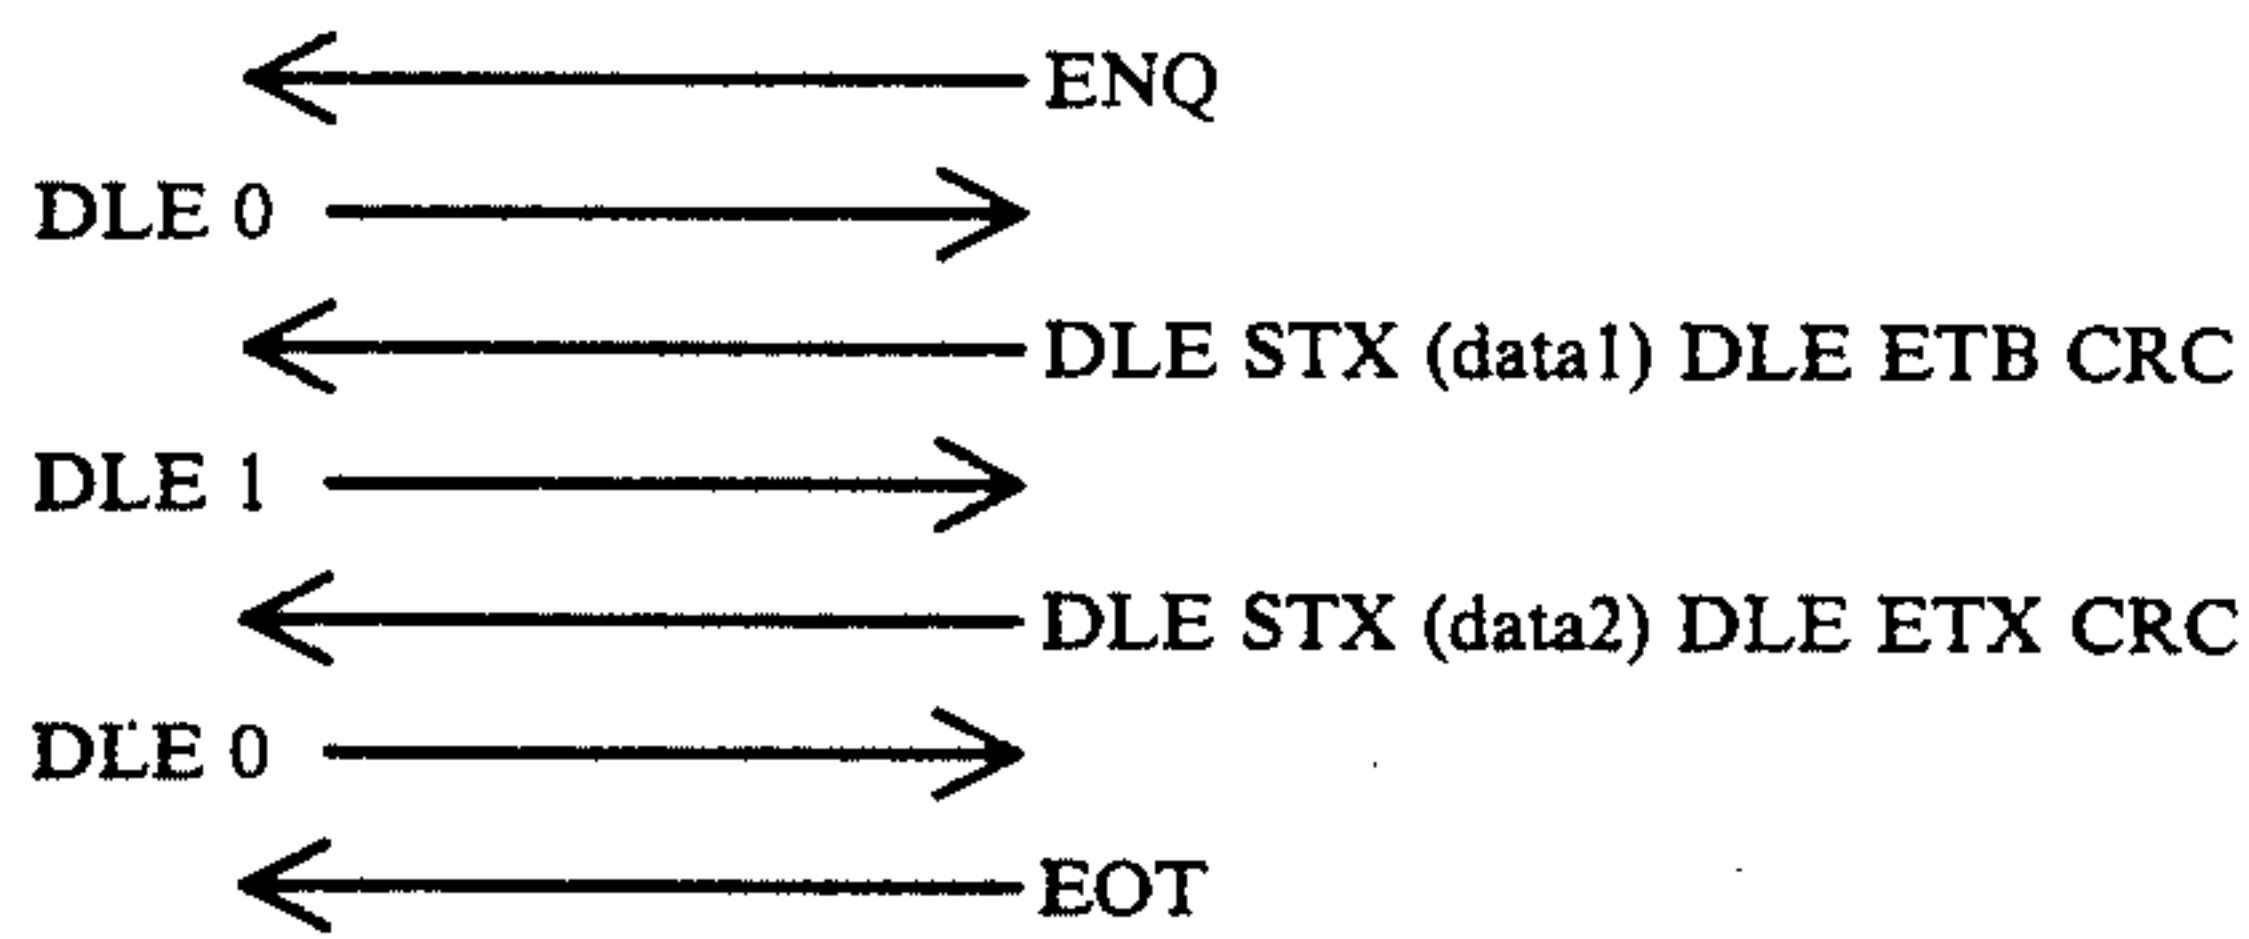 ENQ
DLE 0
DLE STX (data1) DLE ETB CRC
DLE 1
DLE STX (data2) DLE ETX CRC
DLE 0
EOT